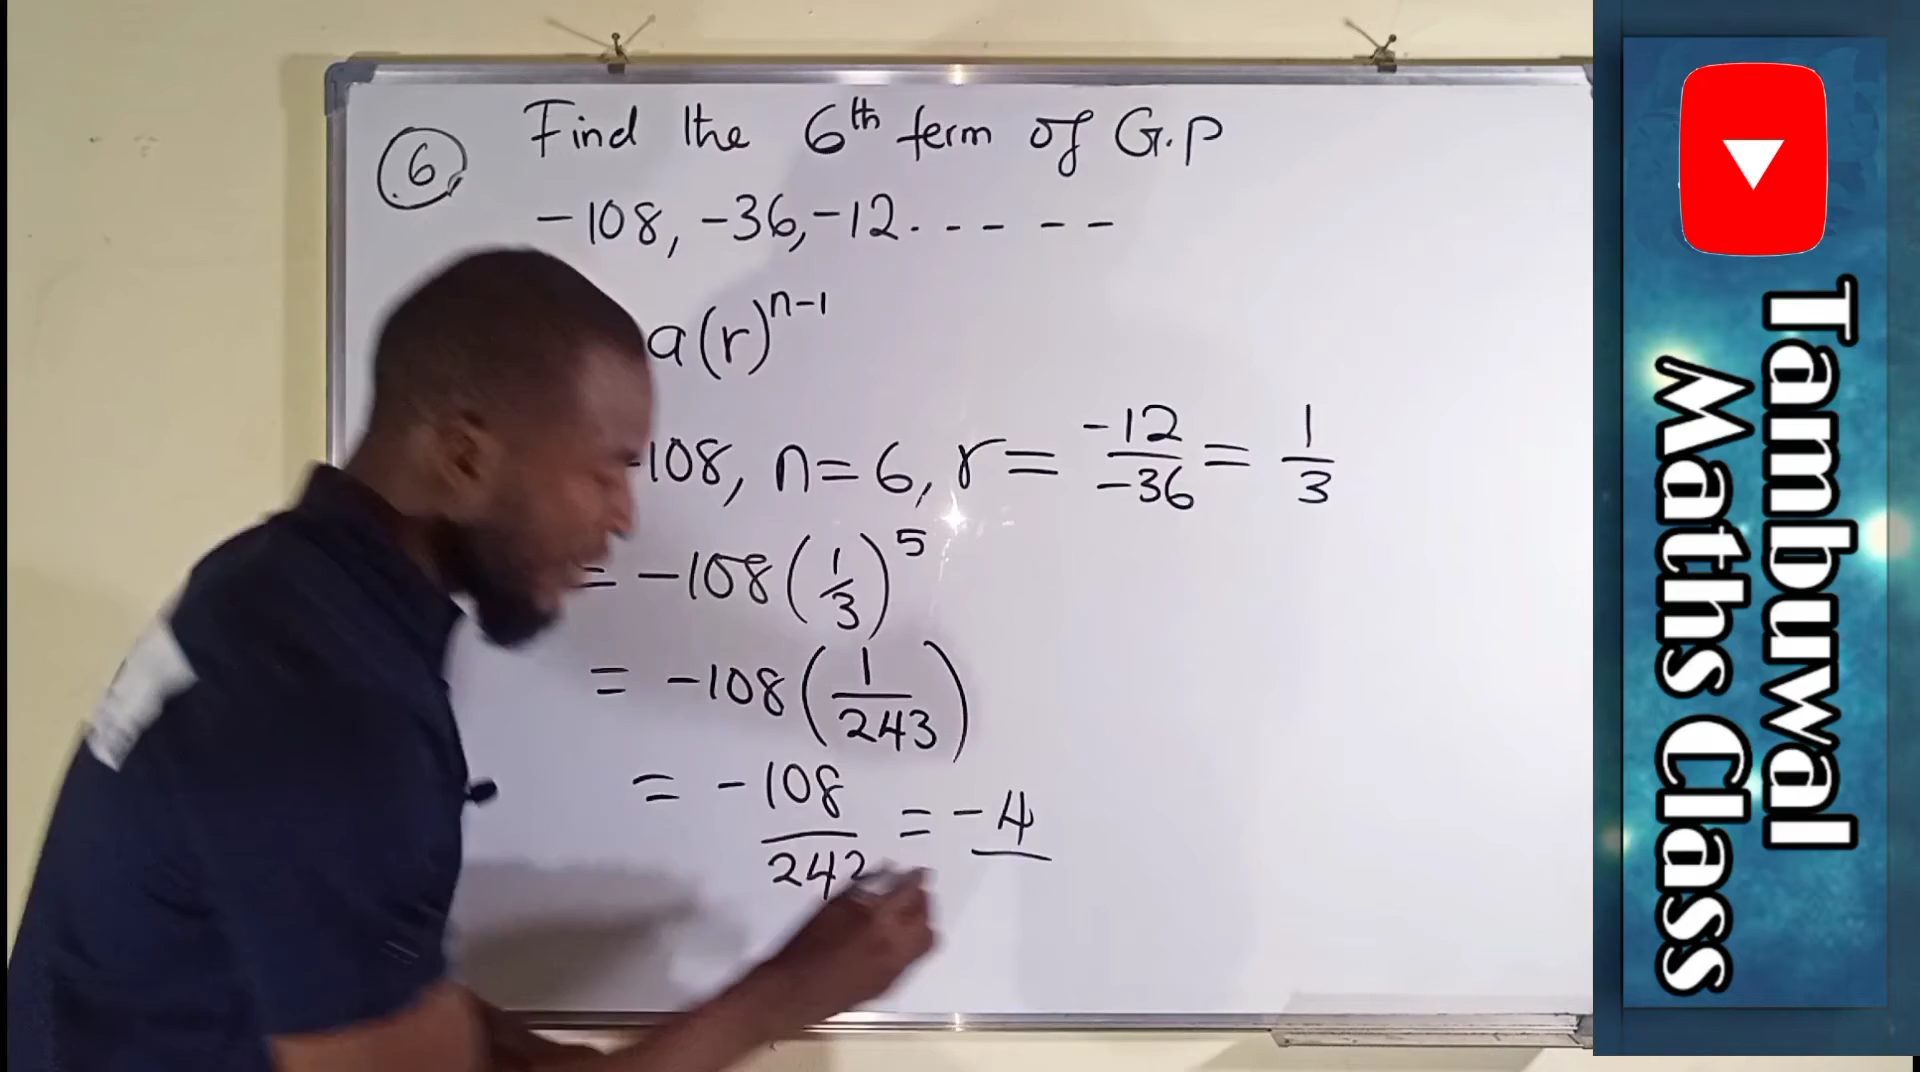 6
Find the 6th term of G.P
-108, -36, -12. - - - - -
a(r)^n-1
-108, n=6, r = -12/-36 = 1/3
= -108(1/3)^5
= -108(1/243)
= -108/243 = -4
Tambuwal
Maths Class